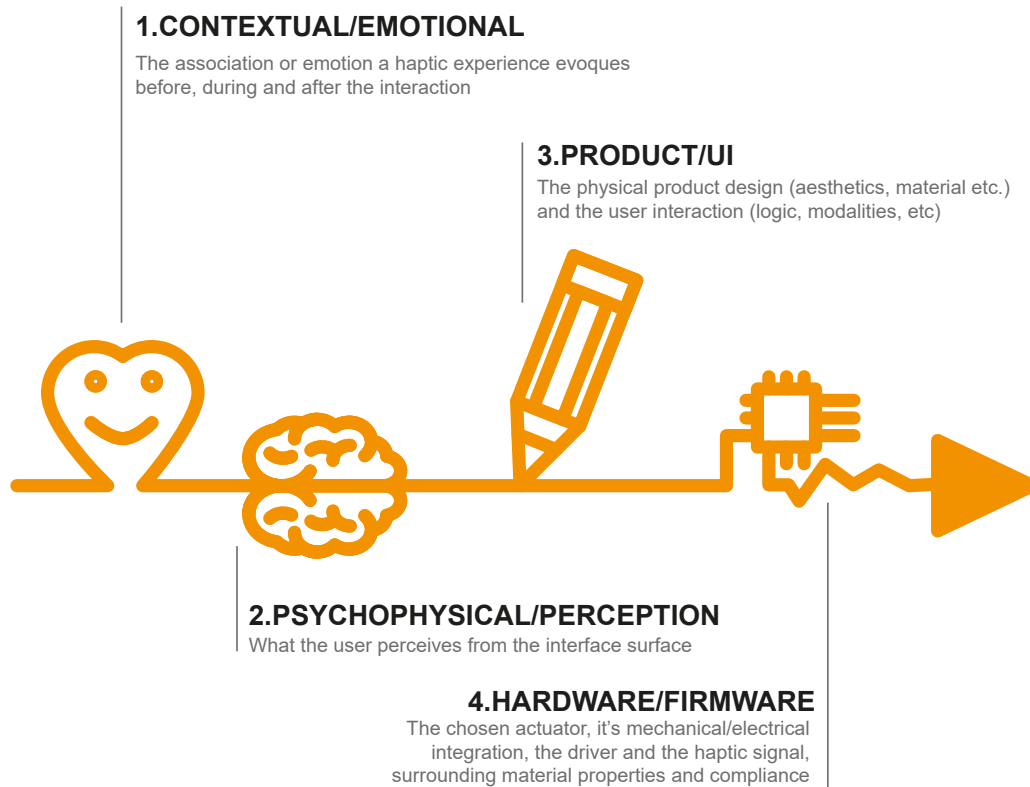 1.CONTEXTUAL/EMOTIONAL
The association or emotion a haptic experience evoques
before, during and after the interaction
3.PRODUCT/UI
The physical product design (aesthetics, material etc.)
and the user interaction (logic, modalities, etc)
2.PSYCHOPHYSICAL/PERCEPTION
What the user perceives from the interface surface
4.HARDWARE/FIRMWARE
The chosen actuator, it's mechanical/electrical
integration, the driver and the haptic signal,
surrounding material properties and compliance